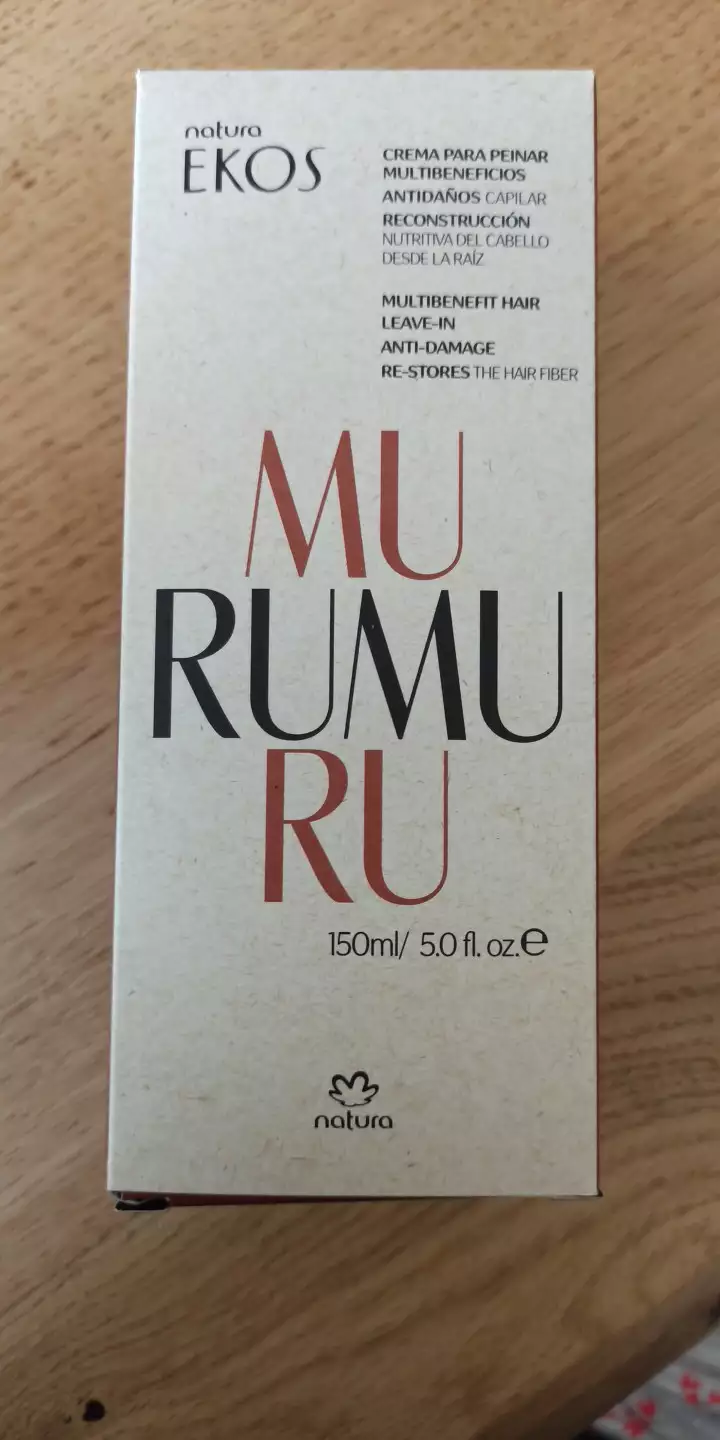 natura
EKOS
CREMA PARA PEINAR
MULTIBENEFICIOS
ANTIDAÑOS CAPILAR
RECONSTRUCCIÓN
NUTRITIVA DEL CABELLO
DESDE LA RAÍZ
MULTIBENEFIT HAIR
LEAVE-IN
ANTI-DAMAGE
RE-STORES THE HAIR FIBER
MU
RUMU
RU
150ml/ 5.0 fl. oz.℮
natura